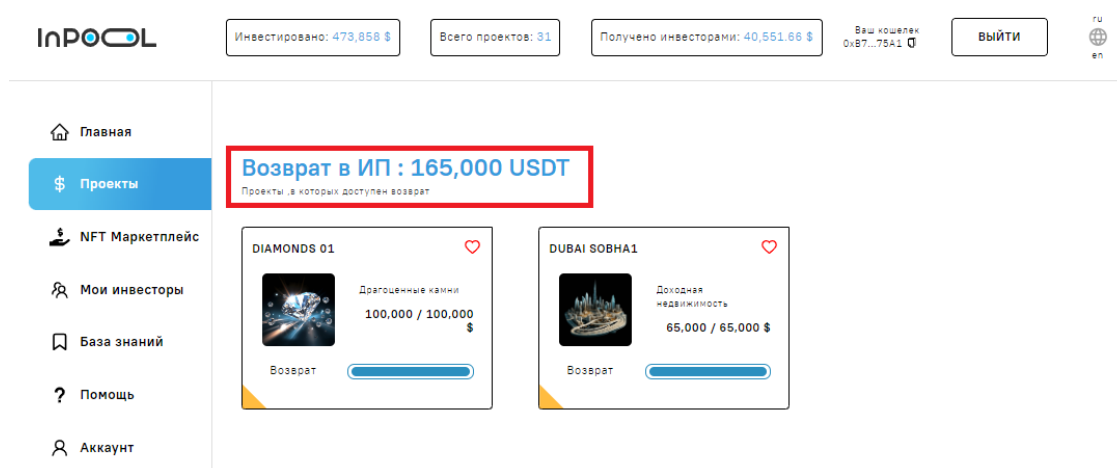 InPOOL
Инвестировано: 473,858 $
Всего проектов: 31
Получено инвесторами: 40,551.66 $
Ваш кошелек
0xB7...75A1
ВЫЙТИ
ru
en
Главная
Проекты
NFT Маркетплейс
Мои инвесторы
База знаний
Помощь
Аккаунт
Возврат в ИП : 165,000 USDT
Проекты ,в которых доступен возврат
DIAMONDS 01
Драгоценные камни
100,000 / 100,000
$
Возврат
DUBAI SOBHA1
Доходная
недвижимость
65,000 / 65,000 $
Возврат